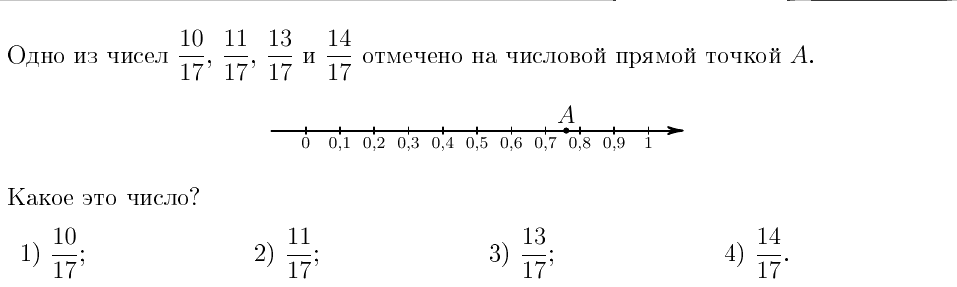 Одно из чисел 10/17, 11/17, 13/17 и 14/17 отмечено на числовой прямой точкой A.
A
0 0,1 0,2 0,3 0,4 0,5 0,6 0,7 0,8 0,9 1
Какое это число?
1) 10/17; 2) 11/17; 3) 13/17; 4) 14/17.